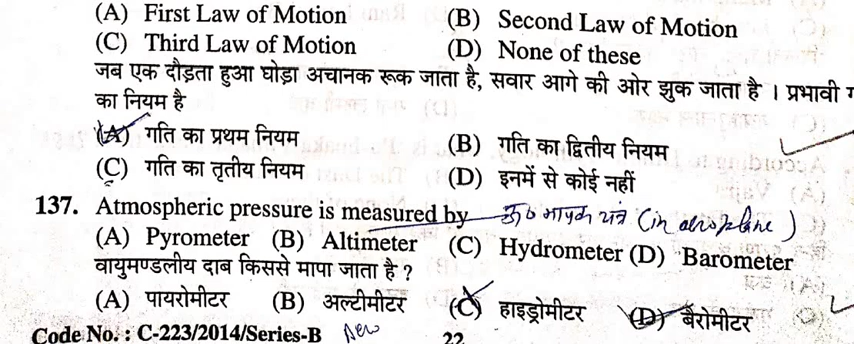 (A) First Law of Motion (B) Second Law of Motion
(C) Third Law of Motion (D) None of these
जब एक दौड़ता हुआ घोड़ा अचानक रूक जाता है, सवार आगे की ओर झुक जाता है । प्रभावी
का नियम है
(A) गति का प्रथम नियम (B) गति का द्वितीय नियम
(C) गति का तृतीय नियम (D) इनमें से कोई नहीं
137. Atmospheric pressure is measured by मापक यंत्र (in aeroplane)
(A) Pyrometer (B) Altimeter (C) Hydrometer (D) Barometer
वायुमण्डलीय दाब किससे मापा जाता है ?
(A) पायरोमीटर (B) अल्टीमीटर (C) हाइड्रोमीटर (D) बैरोमीटर
Code No. : C-223/2014/Series-B 22